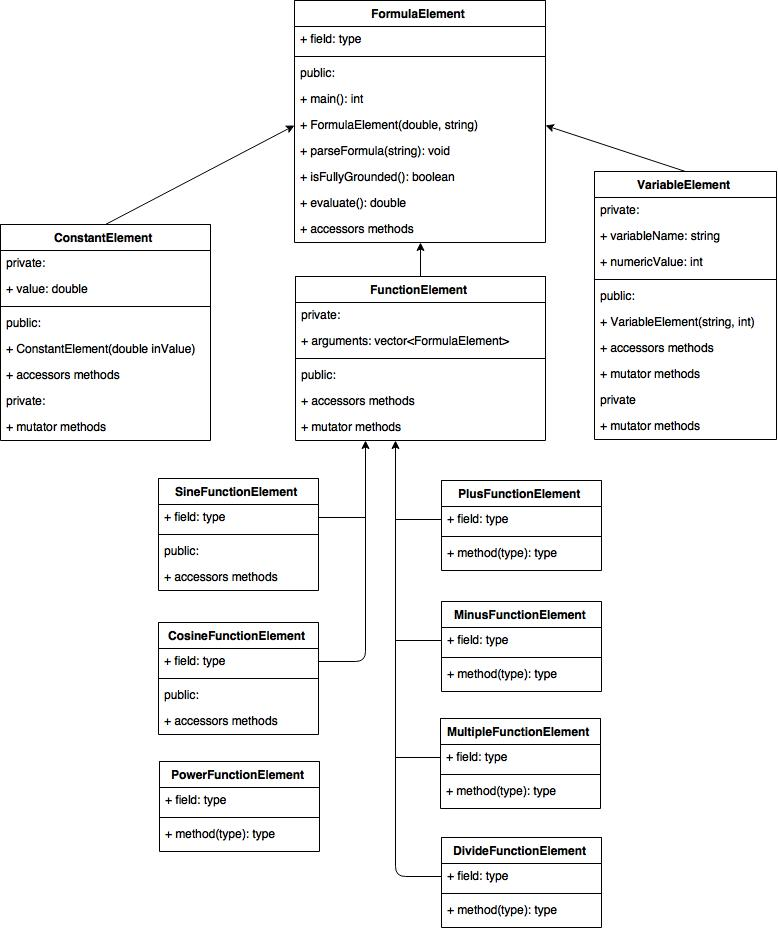 FormulaElement
+ field: type
public:
+ main(): int
+ FormulaElement(double, string)
+ parseFormula(string): void
+ isFullyGrounded(): boolean
+ evaluate(): double
+ accessors methods
ConstantElement
private:
+ value: double
public:
+ ConstantElement(double inValue)
+ accessors methods
private:
+ mutator methods
FunctionElement
private:
+ arguments: vector<FormulaElement>
public:
+ accessors methods
+ mutator methods
VariableElement
private:
+ variableName: string
+ numericValue: int
public:
+ VariableElement(string, int)
+ accessors methods
+ mutator methods
private
+ mutator methods
SineFunctionElement
+ field: type
public:
+ accessors methods
CosineFunctionElement
+ field: type
public:
+ accessors methods
PowerFunctionElement
+ field: type
+ method(type): type
PlusFunctionElement
+ field: type
+ method(type): type
MinusFunctionElement
+ field: type
+ method(type): type
MultipleFunctionElement
+ field: type
+ method(type): type
DivideFunctionElement
+ field: type
+ method(type): type